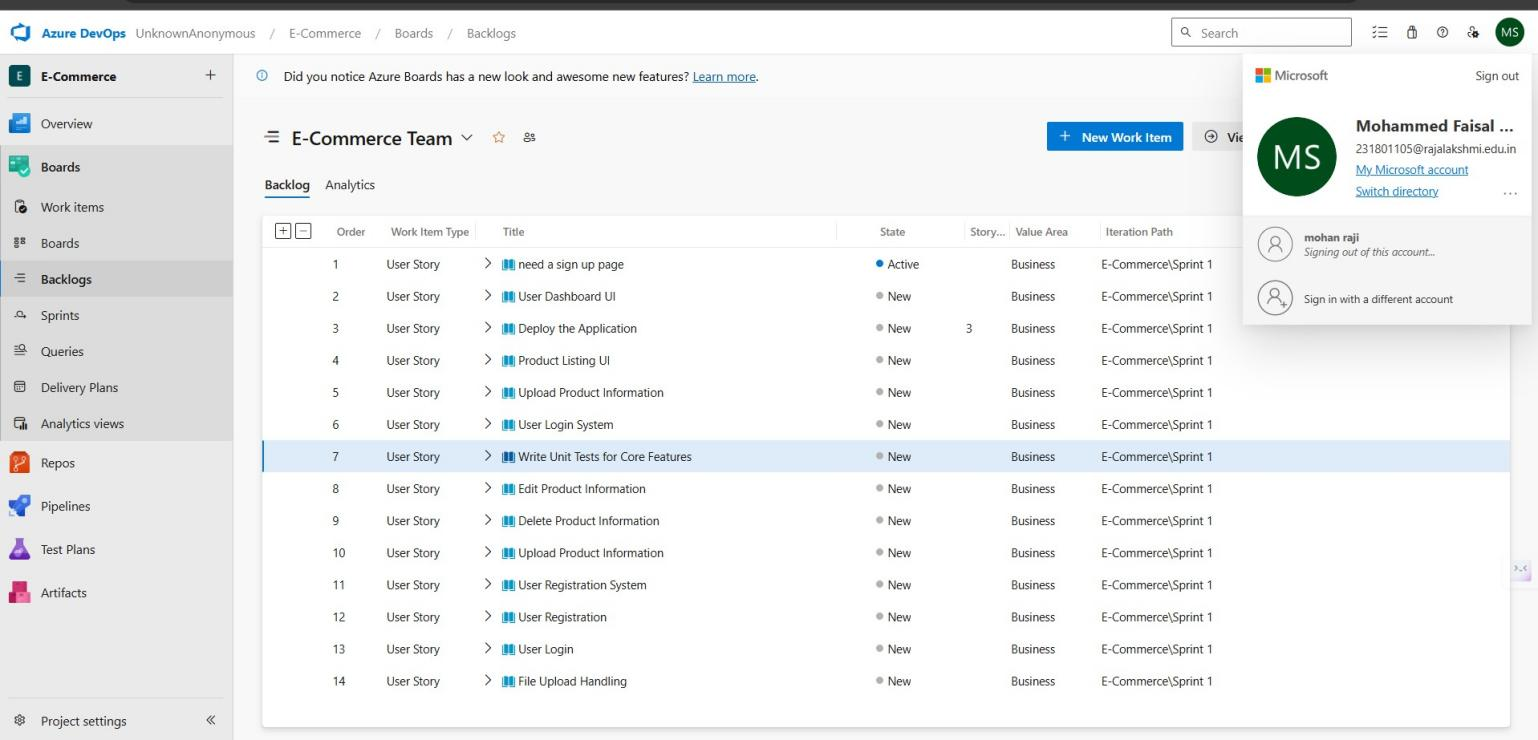 Azure DevOps UnknownAnonymous / E-Commerce / Boards / Backlogs
Search
MS
E E-Commerce +
Overview
Boards
Work items
Boards
Backlogs
Sprints
Queries
Delivery Plans
Analytics views
Repos
Pipelines
Test Plans
Artifacts
Project settings
Did you notice Azure Boards has a new look and awesome new features? Learn more.
E-Commerce Team
+ New Work Item
Backlog Analytics
Order Work Item Type Title State Story... Value Area Iteration Path
1 User Story need a sign up page Active Business E-Commerce\Sprint 1
2 User Story User Dashboard UI New Business E-Commerce\Sprint 1
3 User Story Deploy the Application New 3 Business E-Commerce\Sprint 1
4 User Story Product Listing UI New Business E-Commerce\Sprint 1
5 User Story Upload Product Information New Business E-Commerce\Sprint 1
6 User Story User Login System New Business E-Commerce\Sprint 1
7 User Story Write Unit Tests for Core Features New Business E-Commerce\Sprint 1
8 User Story Edit Product Information New Business E-Commerce\Sprint 1
9 User Story Delete Product Information New Business E-Commerce\Sprint 1
10 User Story Upload Product Information New Business E-Commerce\Sprint 1
11 User Story User Registration System New Business E-Commerce\Sprint 1
12 User Story User Registration New Business E-Commerce\Sprint 1
13 User Story User Login New Business E-Commerce\Sprint 1
14 User Story File Upload Handling New Business E-Commerce\Sprint 1
Microsoft Sign out
MS
Mohammed Faisal ...
231801105@rajalakshmi.edu.in
My Microsoft account
Switch directory ...
mohan raji
Signing out of this account...
Sign in with a different account